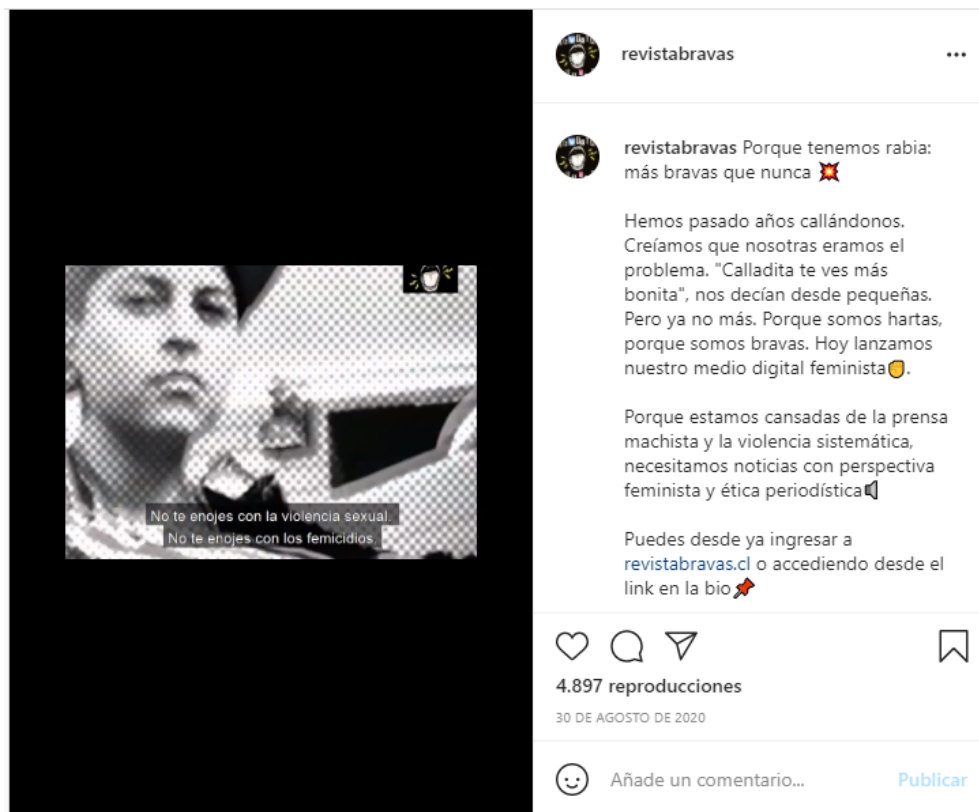 revistabravas
revistabravas Porque tenemos rabia:
más bravas que nunca
Hemos pasado años callándonos.
Creíamos que nosotras eramos el
problema. "Calladita te ves más
bonita", nos decían desde pequeñas.
Pero ya no más. Porque somos hartas,
porque somos bravas. Hoy lanzamos
nuestro medio digital feminista.
Porque estamos cansadas de la prensa
machista y la violencia sistemática,
necesitamos noticias con perspectiva
feminista y ética periodística
Puedes desde ya ingresar a
revistabravas.cl o accediendo desde el
link en la bio
No te enojes con la violencia sexual.
No te enojes con los femicidios.
4.897 reproducciones
30 DE AGOSTO DE 2020
Añade un comentario... Publicar